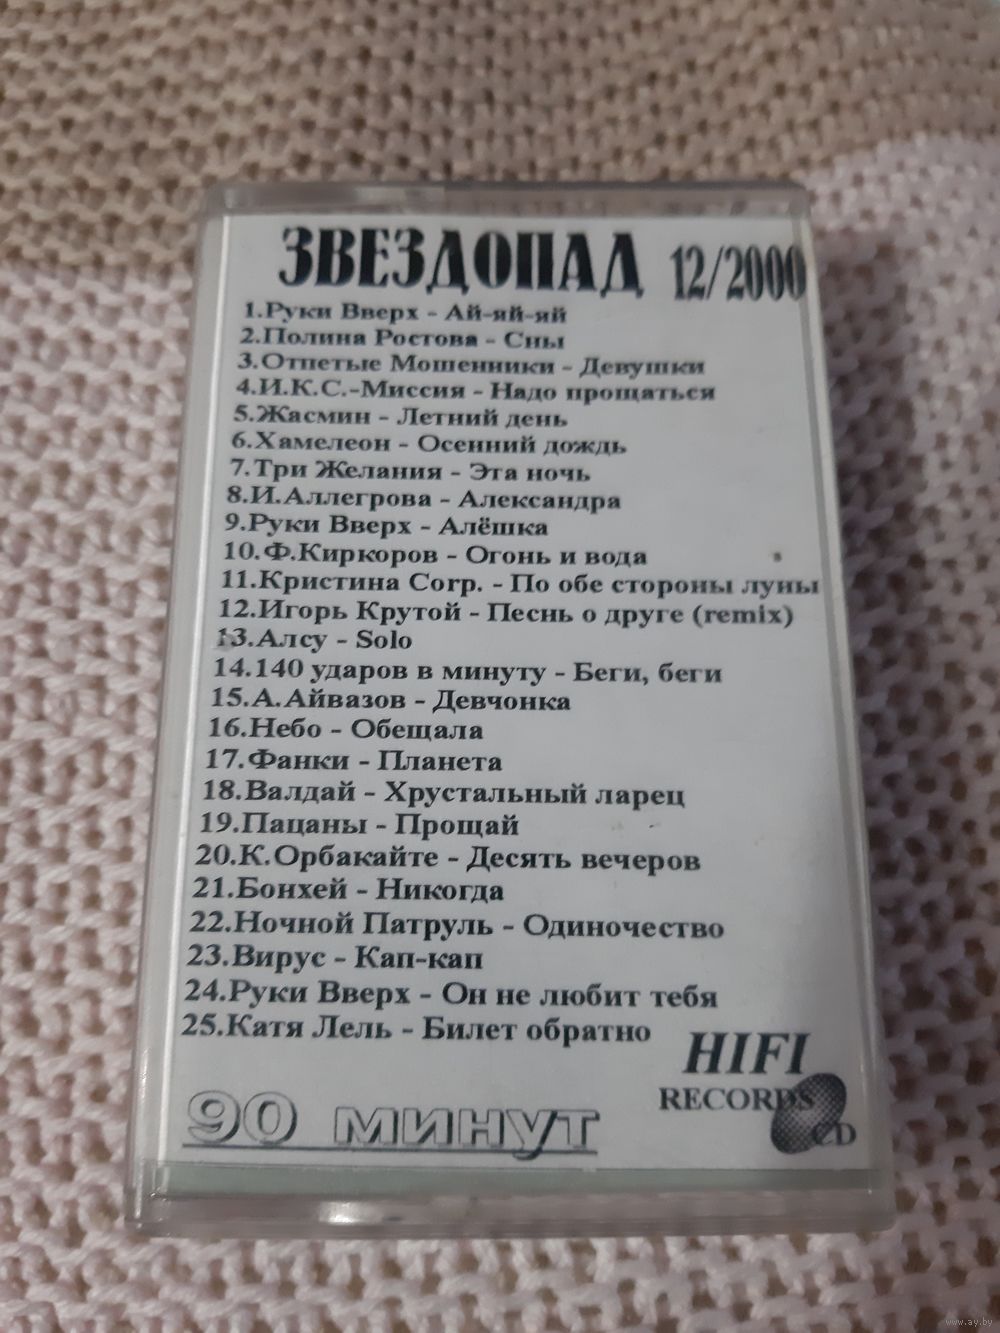 ЗВЕЗДОПАД 12/2000
1.Руки Вверх - Ай-яй-яй
2.Полина Ростова - Сны
3.Отпетые Мошенники - Девушки
4.И.К.С.-Миссия - Надо прощаться
5.Жасмин - Летний день
6.Хамелеон - Осенний дождь
7.Три Желания - Эта ночь
8.И.Аллегрова - Александра
9.Руки Вверх - Алёшка
10.Ф.Киркоров - Огонь и вода
11.Кристина Corp. - По обе стороны луны
12.Игорь Крутой - Песнь о друге (remix)
13.Алсу - Solo
14.140 ударов в минуту - Беги, беги
15.А.Айвазов - Девчонка
16.Небо - Обещала
17.Фанки - Планета
18.Валдай - Хрустальный ларец
19.Пацаны - Прощай
20.К.Орбакайте - Десять вечеров
21.Бонхей - Никогда
22.Ночной Патруль - Одиночество
23.Вирус - Кап-кап
24.Руки Вверх - Он не любит тебя
25.Катя Лель - Билет обратно
HIFI
RECORDS
CD
90 минут
www.ay.by